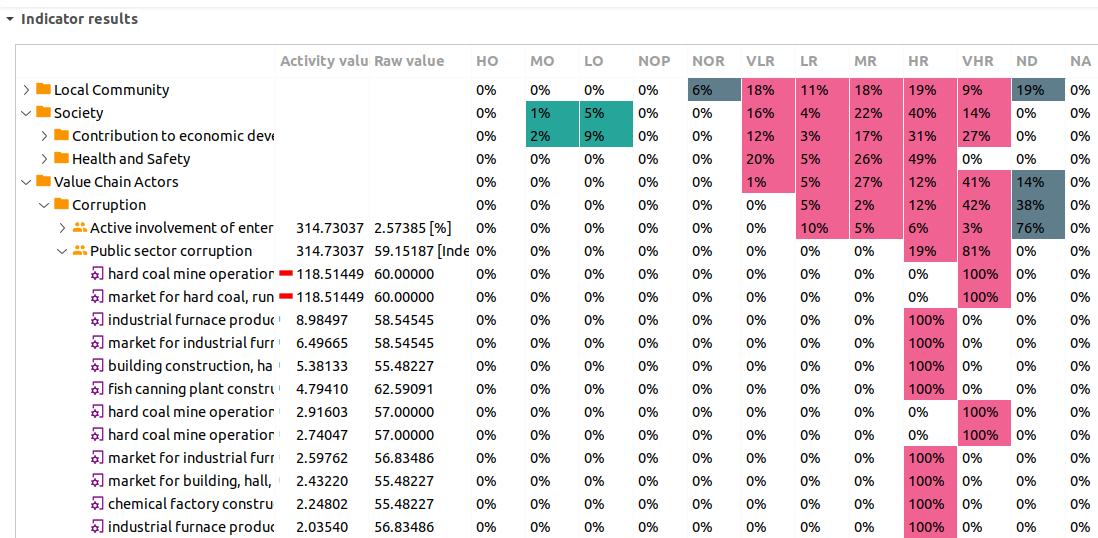 Indicator results
Activity valu Raw value HO MO LO NOP NOR VLR LR MR HR VHR ND NA
Local Community 0% 0% 0% 0% 6% 18% 11% 18% 19% 9% 19% 0%
Society 0% 1% 5% 0% 0% 16% 4% 22% 40% 14% 0% 0%
Contribution to economic deve 0% 2% 9% 0% 0% 12% 3% 17% 31% 27% 0% 0%
Health and Safety 0% 0% 0% 0% 0% 20% 5% 26% 49% 0% 0% 0%
Value Chain Actors 0% 0% 0% 0% 0% 1% 5% 27% 12% 41% 14% 0%
Corruption 0% 0% 0% 0% 0% 0% 5% 2% 12% 42% 38% 0%
Active involvement of enter 314.73037 2.57385 [%] 0% 0% 0% 0% 0% 0% 10% 5% 6% 3% 76% 0%
Public sector corruption 314.73037 59.15187 [Inde 0% 0% 0% 0% 0% 0% 0% 0% 19% 81% 0% 0%
hard coal mine operation 118.51449 60.00000 0% 0% 0% 0% 0% 0% 0% 0% 0% 100% 0% 0%
market for hard coal, run 118.51449 60.00000 0% 0% 0% 0% 0% 0% 0% 0% 0% 100% 0% 0%
industrial furnace produc 8.98497 58.54545 0% 0% 0% 0% 0% 0% 0% 0% 100% 0% 0% 0%
market for industrial furn 6.49665 58.54545 0% 0% 0% 0% 0% 0% 0% 0% 100% 0% 0% 0%
building construction, ha 5.38133 55.48227 0% 0% 0% 0% 0% 0% 0% 0% 100% 0% 0% 0%
fish canning plant constru 4.79410 62.59091 0% 0% 0% 0% 0% 0% 0% 0% 100% 0% 0% 0%
hard coal mine operation 2.91603 57.00000 0% 0% 0% 0% 0% 0% 0% 0% 0% 100% 0% 0%
hard coal mine operation 2.74047 57.00000 0% 0% 0% 0% 0% 0% 0% 0% 0% 100% 0% 0%
market for industrial furn 2.59762 56.83486 0% 0% 0% 0% 0% 0% 0% 0% 100% 0% 0% 0%
market for building, hall, 2.43220 55.48227 0% 0% 0% 0% 0% 0% 0% 0% 100% 0% 0% 0%
chemical factory constru 2.24802 55.48227 0% 0% 0% 0% 0% 0% 0% 0% 100% 0% 0% 0%
industrial furnace produc 2.03540 56.83486 0% 0% 0% 0% 0% 0% 0% 0% 100% 0% 0% 0%